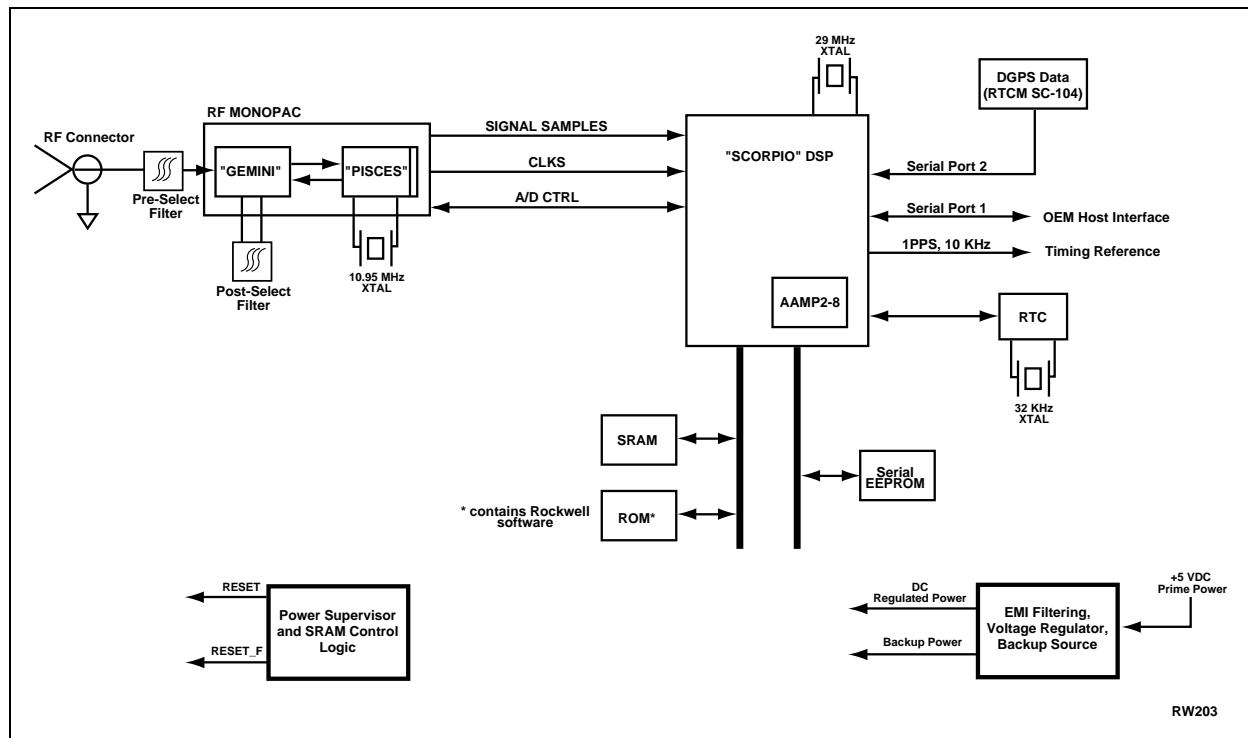 29 MHz
XTAL
DGPS Data
(RTCM SC-104)
RF MONOPAC
RF Connector
SIGNAL SAMPLES
"GEMINI"
"PISCES"
CLKS
"SCORPIO" DSP
Serial Port 2
Pre-Select
Filter
A/D CTRL
Serial Port 1
OEM Host Interface
1PPS, 10 KHz
Timing Reference
10.95 MHz
XTAL
Post-Select
Filter
AAMP2-8
RTC
32 KHz
XTAL
SRAM
Serial
EEPROM
* contains Rockwell
software
ROM*
RESET
Power Supervisor
and SRAM Control
Logic
RESET_F
DC
Regulated Power
Backup Power
EMI Filtering,
Voltage Regulator,
Backup Source
+5 VDC
Prime Power
RW203